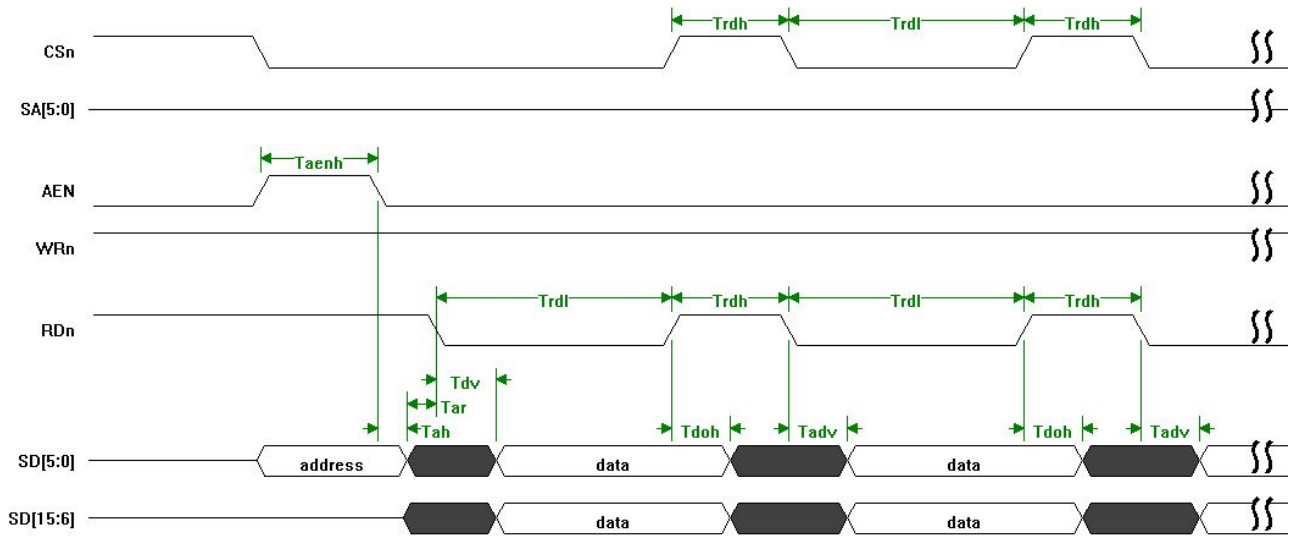 Trdh Trdl Trdh
CSn
SA[5:0]
Taenh
AEN
WRn
Trdl Trdh Trdl Trdh
RDn
Tdv
Tar
Tah Tdoh Tadv Tdoh Tadv
SD[5:0] address data data
SD[15:6] data data